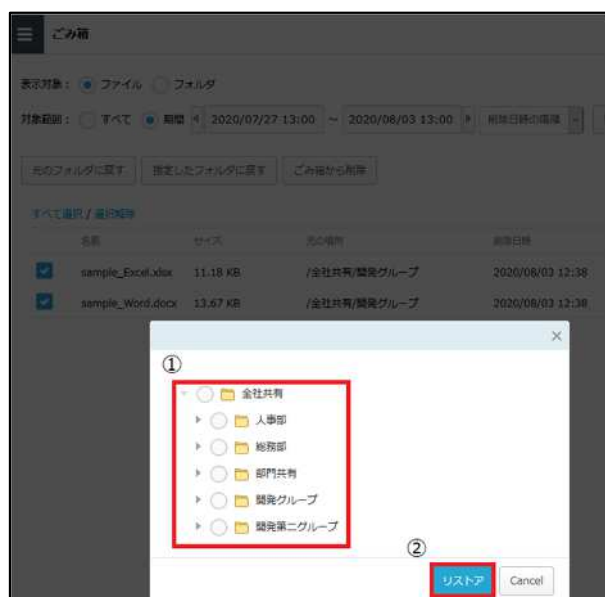 ごみ箱
表示対象： ファイル フォルダ
対象範囲： すべて 期間 2020/07/27 13:00 ~ 2020/08/03 13:00 削除日時の降順
元のフォルダに戻す 指定したフォルダに戻す ごみ箱から削除
すべて選択 / 選択解除
名前 サイズ 元の場所 削除日時
sample_Excel.xlsx 11.18 KB /全社共有/開発グループ 2020/08/03 12:38
sample_Word.docx 13.67 KB /全社共有/開発グループ 2020/08/03 12:38
①
全社共有
人事部
総務部
部門共有
開発グループ
開発第二グループ
②
リストア Cancel